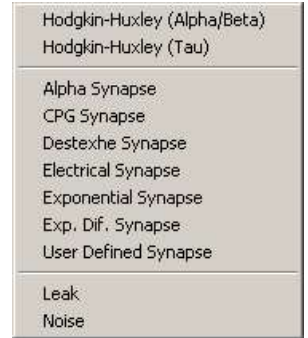 Hodgkin-Huxley (Alpha/Beta)
Hodgkin-Huxley (Tau)
Alpha Synapse
CPG Synapse
Destexhe Synapse
Electrical Synapse
Exponential Synapse
Exp. Dif. Synapse
User Defined Synapse
Leak
Noise